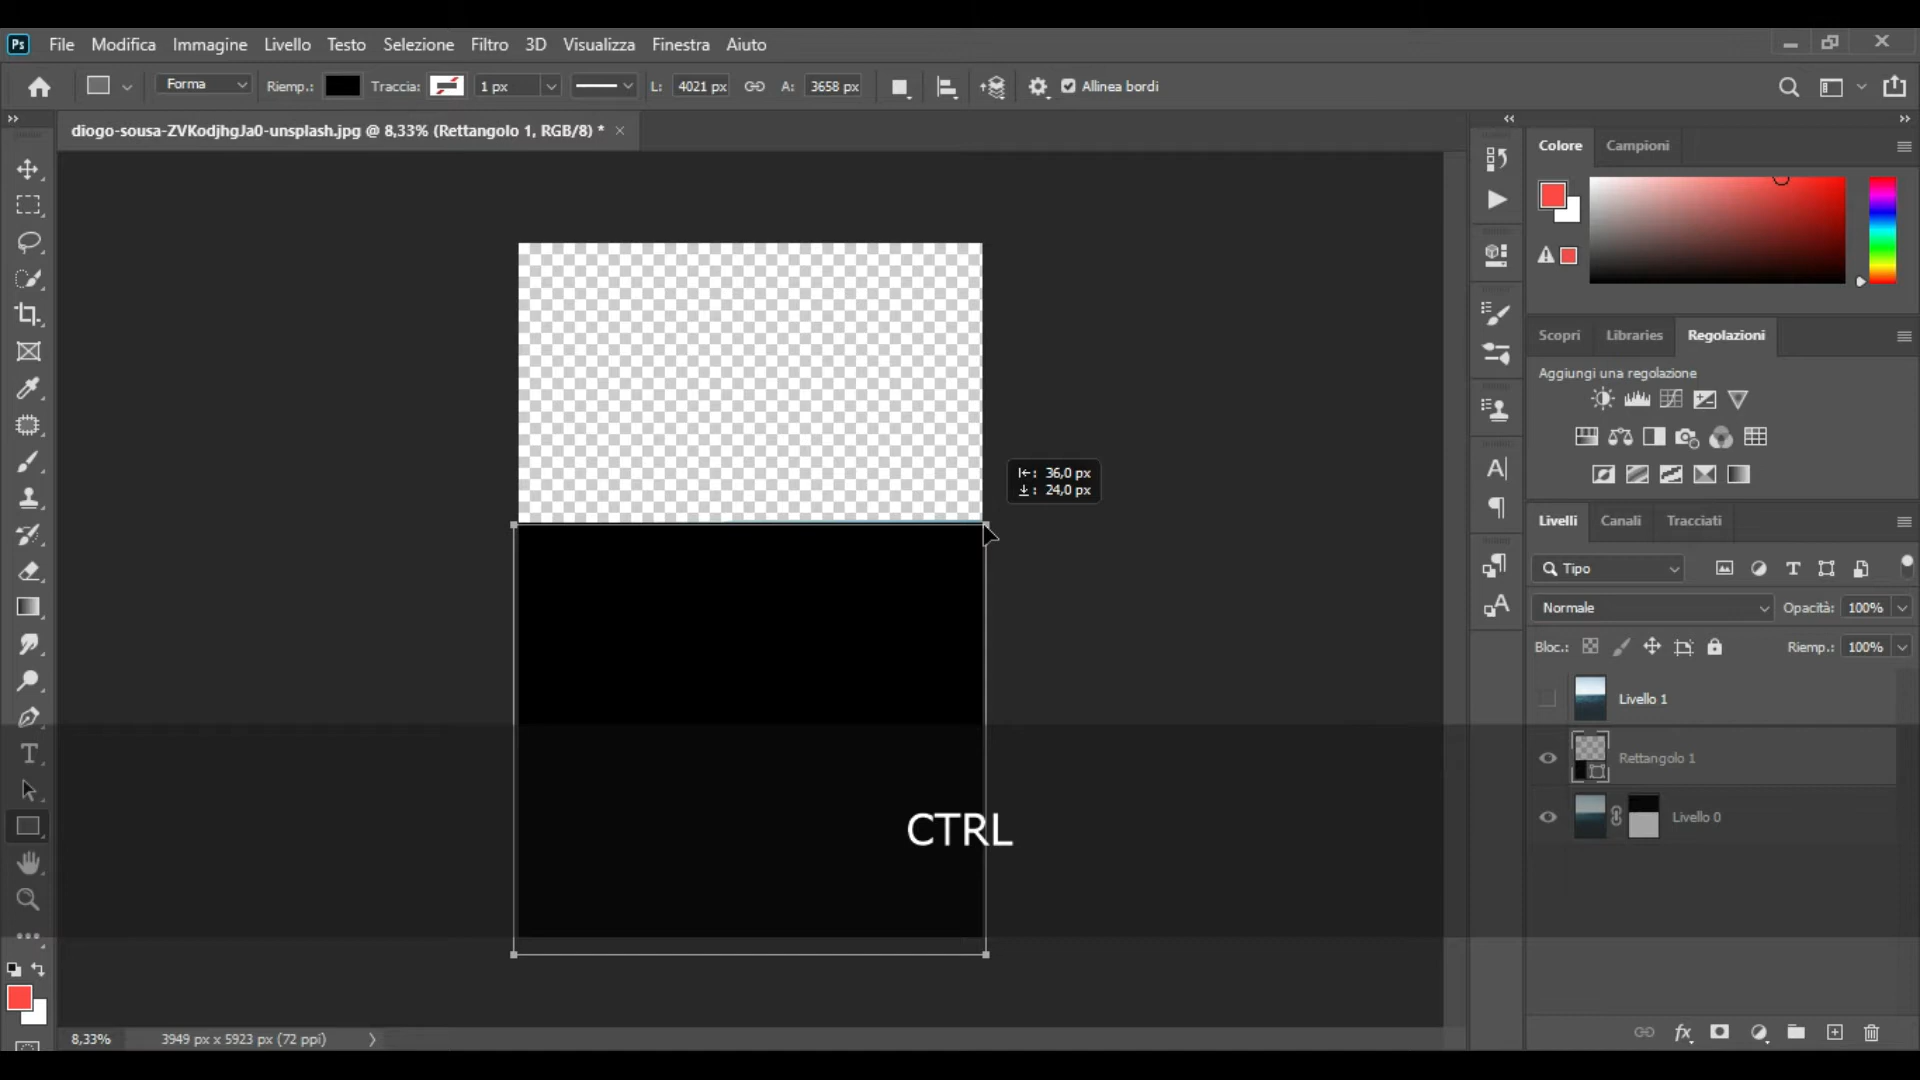 Ps File Modifica Immagine Livello Testo Selezione Filtro 3D Visualizza Finestra Aiuto
Forma Riemp.: Traccia: 1 px L: 4021 px A: 3658 px Allinea bordi
diogo-sousa-ZVKodjhgJa0-unsplash.jpg @ 8,33% (Rettangolo 1, RGB/8) * ×
Colore Campioni
Scopri Libraries Regolazioni
Aggiungi una regolazione
36,0 px
24,0 px
Livelli Canali Tracciati
Tipo
Normale Opacità: 100%
Bloc.: Riemp.: 100%
Livello 1
Rettangolo 1
Livello 0
CTRL
8,33% 3949 px x 5923 px (72 ppi)